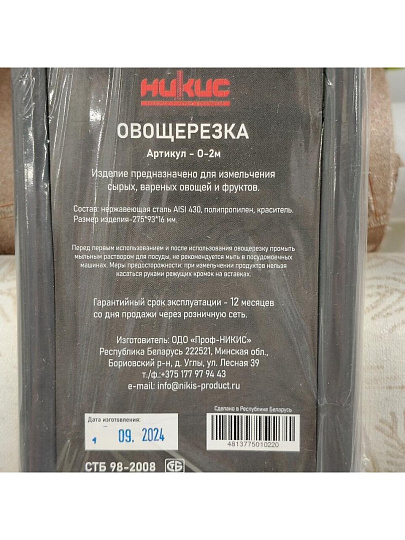 НИКИС
ОВОЩЕРЕЗКА
Артикул – О-2м
Изделие предназначено для измельчения
сырых, вареных овощей и фруктов.
Состав: нержавеющая сталь AISI 430, полипропилен, краситель.
Размер изделия-275*93*16 мм.
Перед первым использованием и после использования овощерезку промыть
мыльным раствором для посуды, не рекомендуется мыть в посудомоечных
машинах. Меры предосторожности: при измельчении продуктов нельзя
касаться руками режущих кромок на вставке.
Гарантийный срок эксплуатации – 12 месяцев
со дня продажи через розничную сеть.
Изготовитель: ОДО «Проф-НИКИС»
Республика Беларусь 222521, Минская обл.,
Борисовский р-н, д. Углы, ул. Лесная 39
т./ф.+375 177 97 94 43
e-mail: info@nikis-product.ru
Дата изготовления:
09. 2024
Сделано в Республике Беларусь
4813775010220
СТБ 98-2008